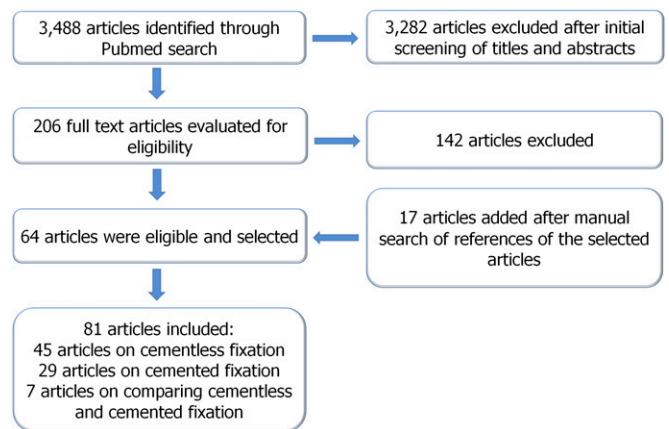 3,488 articles identified through
Pubmed search
3,282 articles excluded after initial
screening of titles and abstracts
206 full text articles evaluated for
eligibility
142 articles excluded
64 articles were eligible and selected
17 articles added after manual
search of references of the selected
articles
81 articles included:
45 articles on cementless fixation
29 articles on cemented fixation
7 articles on comparing cementless
and cemented fixation